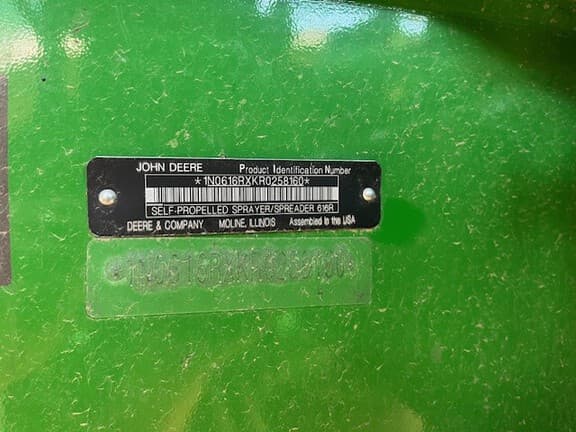 JOHN DEERE Product Identification Number
*1N0616RXKR0258160*
SELF-PROPELLED SPRAYER/SPREADER 616R
DEERE & COMPANY MOLINE, ILLINOIS Assembled in the USA